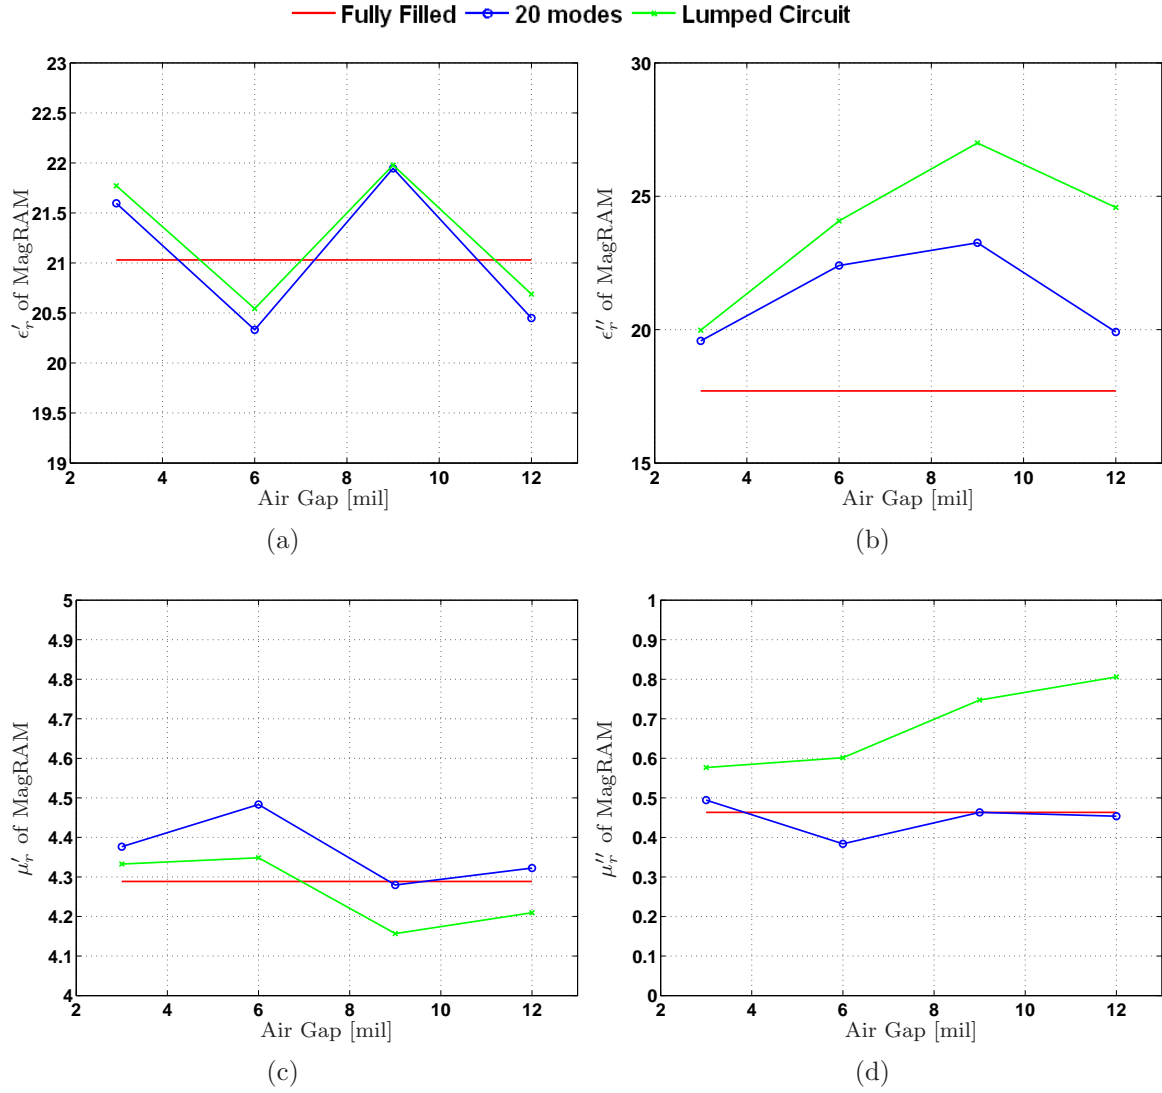 Fully Filled 20 modes Lumped Circuit
23
22.5
22
21.5
21
20.5
20
19.5
19
2 4 6 8 10 12
ϵ′r of MagRAM
Air Gap [mil]
(a)
30
25
20
15
2 4 6 8 10 12
ϵ′′r of MagRAM
Air Gap [mil]
(b)
5
4.9
4.8
4.7
4.6
4.5
4.4
4.3
4.2
4.1
4
2 4 6 8 10 12
μ′r of MagRAM
Air Gap [mil]
(c)
1
0.9
0.8
0.7
0.6
0.5
0.4
0.3
0.2
0.1
0
2 4 6 8 10 12
μ′′r of MagRAM
Air Gap [mil]
(d)